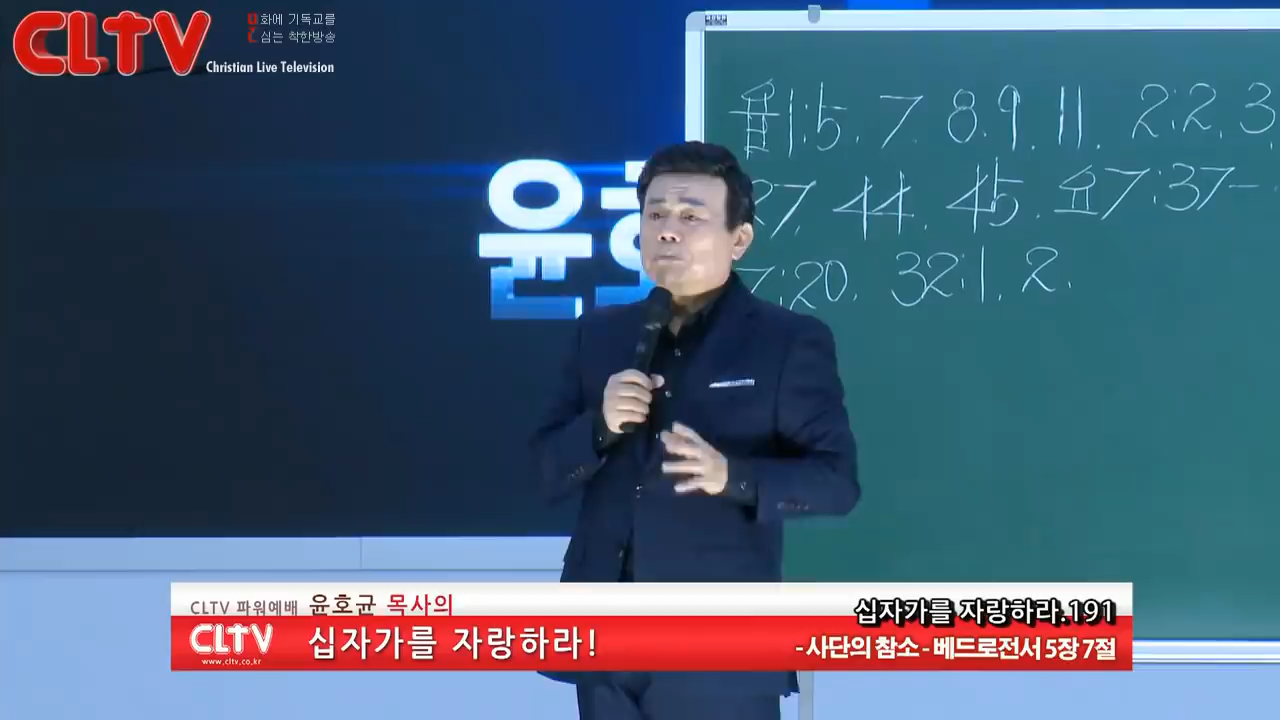 CLTV
문화에 기독교를
심는 착한방송
Christian Live Television
욥1:5. 7. 8. 9. 11. 2:2. 3.
27. 44. 45. 요7:37-
7:20. 32:1. 2.
윤호
CLTV 파워예배 윤호균 목사의
십자가를 자랑하라.191
CLTV
www.cltv.co.kr
십자가를 자랑하라!
- 사단의 참소 - 베드로전서 5장 7절